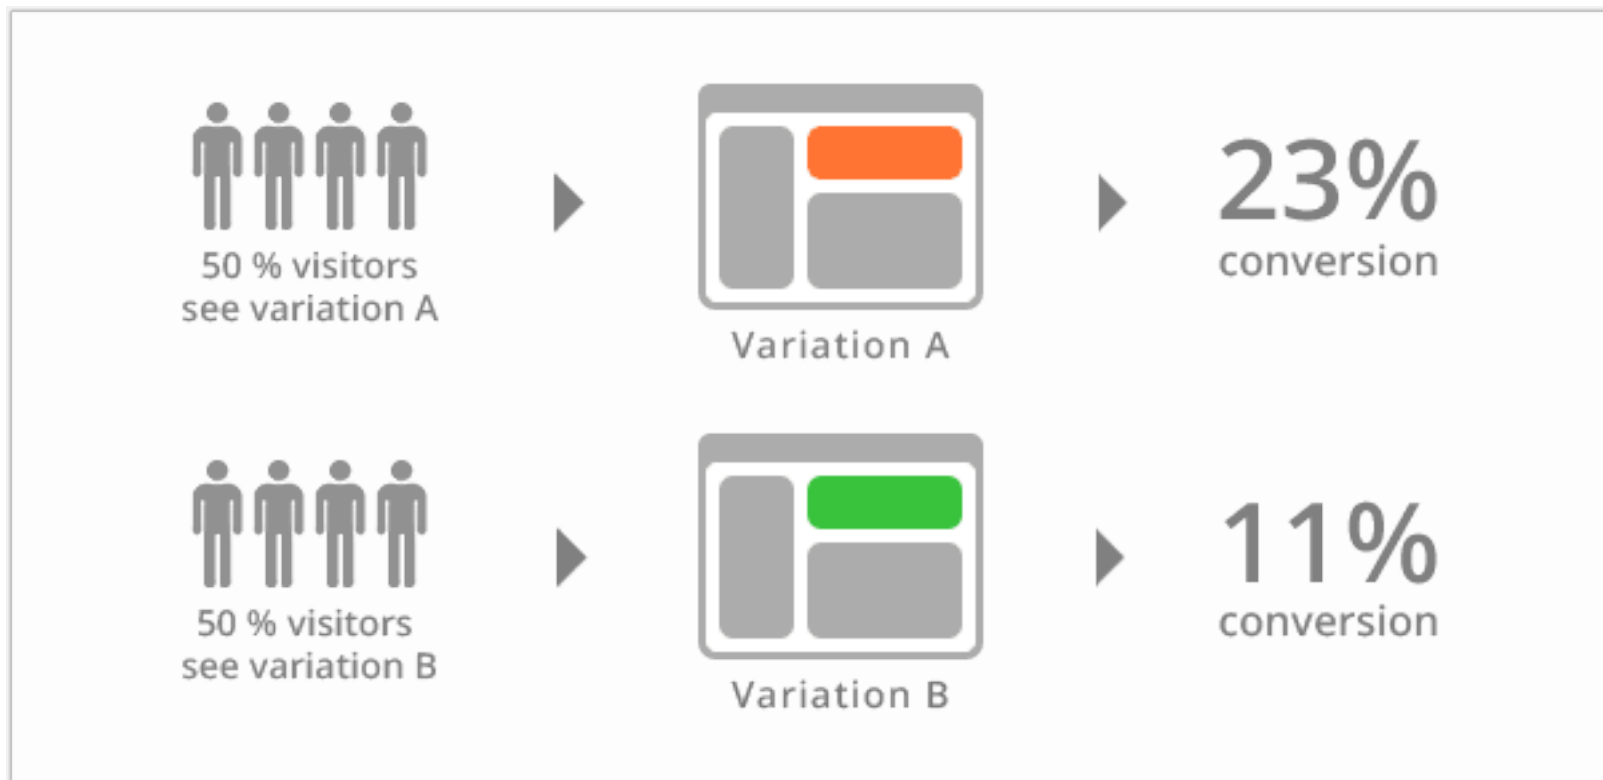 50 % visitors
see variation A
Variation A
23%
conversion
50 % visitors
see variation B
Variation B
11%
conversion